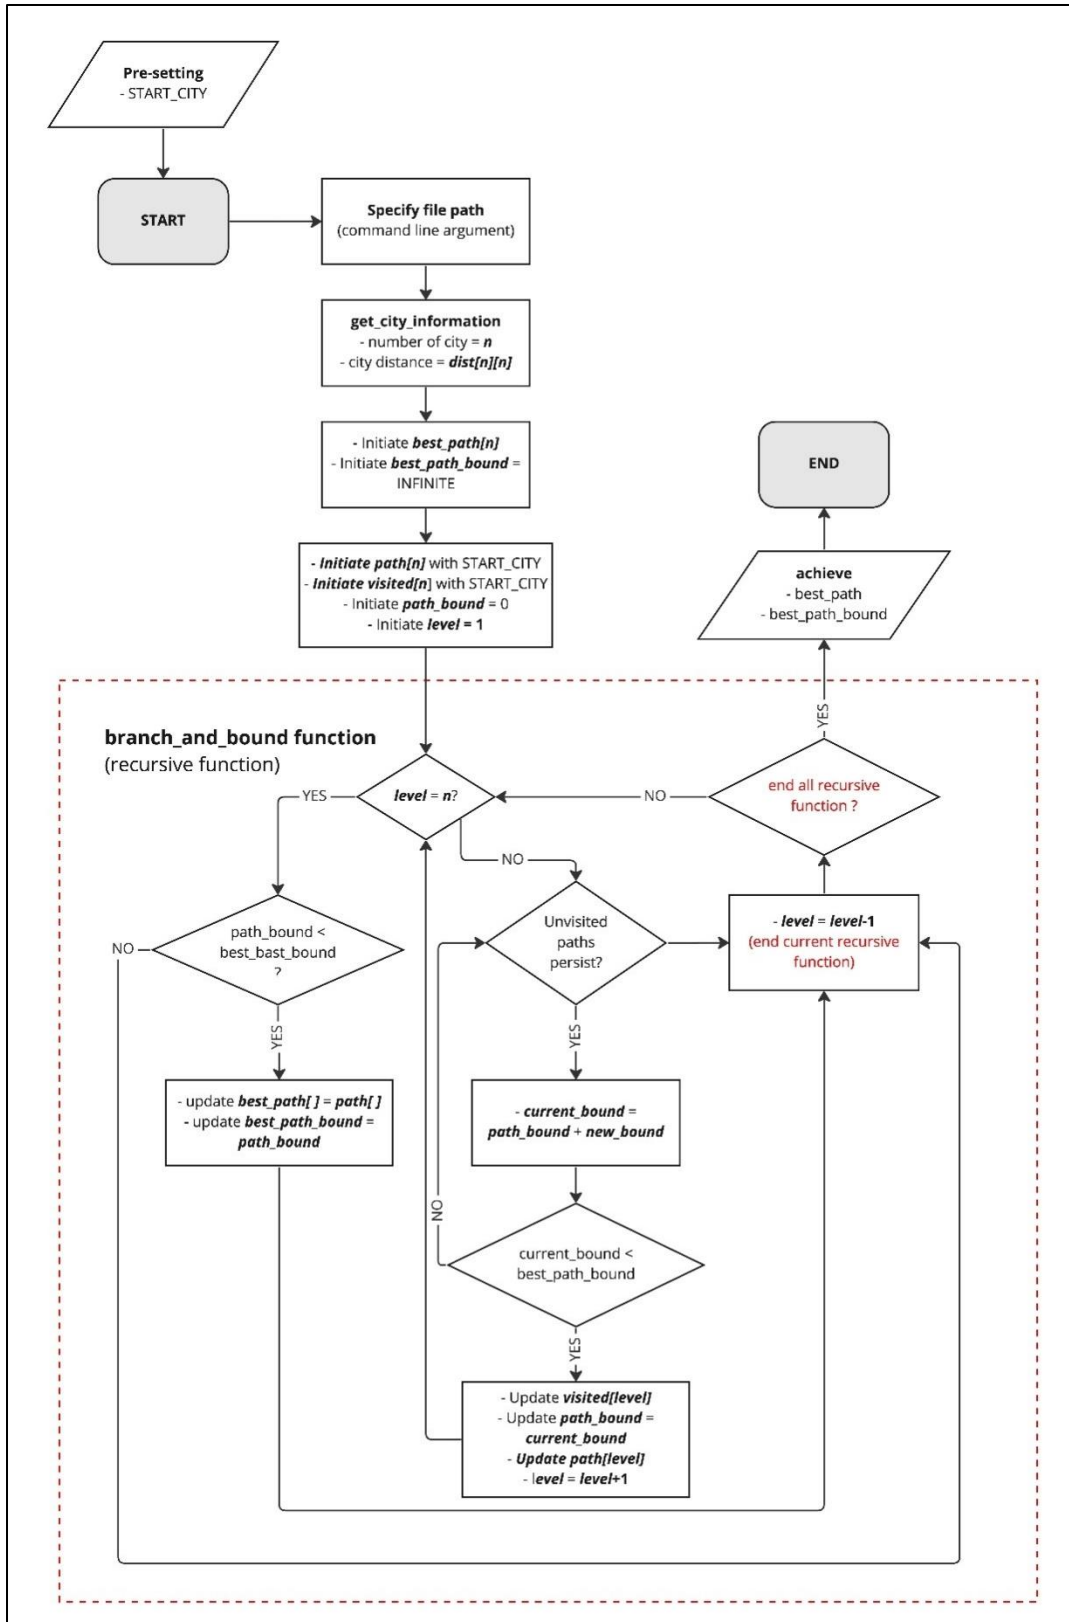 Pre-setting
- START_CITY
START
Specify file path
(command line argument)
get_city_information
- number of city = n
- city distance = dist[n][n]
- Initiate best_path[n]
- Initiate best_path_bound =
INFINITE
END
- Initiate path[n] with START_CITY
- Initiate visited[n] with START_CITY
- Initiate path_bound = 0
- Initiate level = 1
achieve
- best_path
- best_path_bound
YES
branch_and_bound function
(recursive function)
YES
level = n?
NO
end all recursive
function ?
NO
NO
path_bound <
best_bast_bound
?
Unvisited
paths
persist?
- level = level-1
(end current recursive
function)
YES
YES
- update best_path[ ] = path[ ]
- update best_path_bound =
path_bound
- current_bound =
path_bound + new_bound
NO
current_bound <
best_path_bound
YES
- Update visited[level]
- Update path_bound =
current_bound
- Update path[level]
- level = level+1